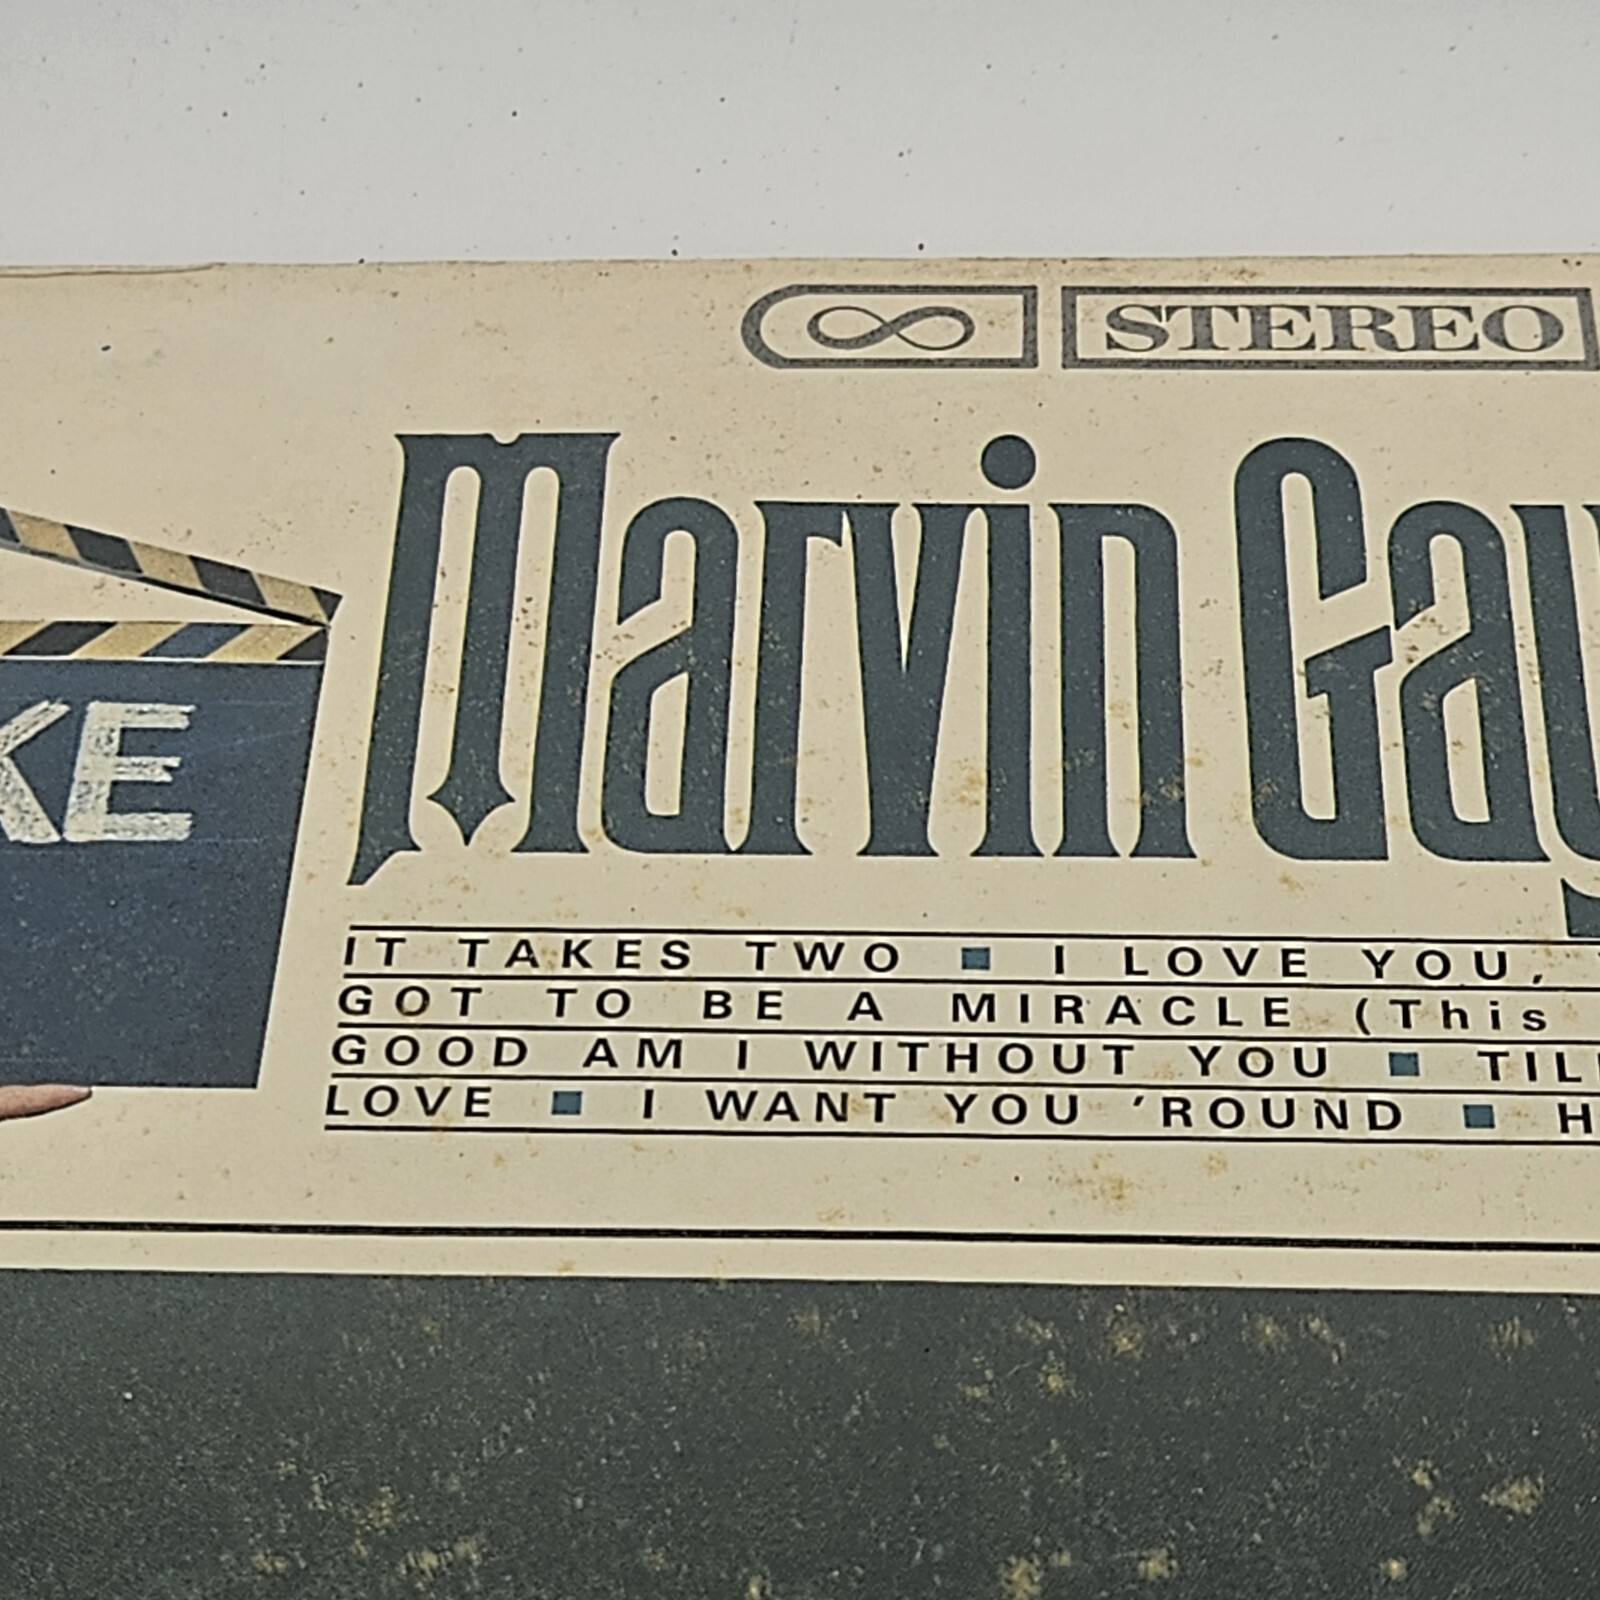 STEREO
Marvin Gay
KE
IT TAKES TWO ■ I LOVE YOU,
GOT TO BE A MIRACLE (This
GOOD AM I WITHOUT YOU ■ TILL
LOVE ■ I WANT YOU 'ROUND ■ H